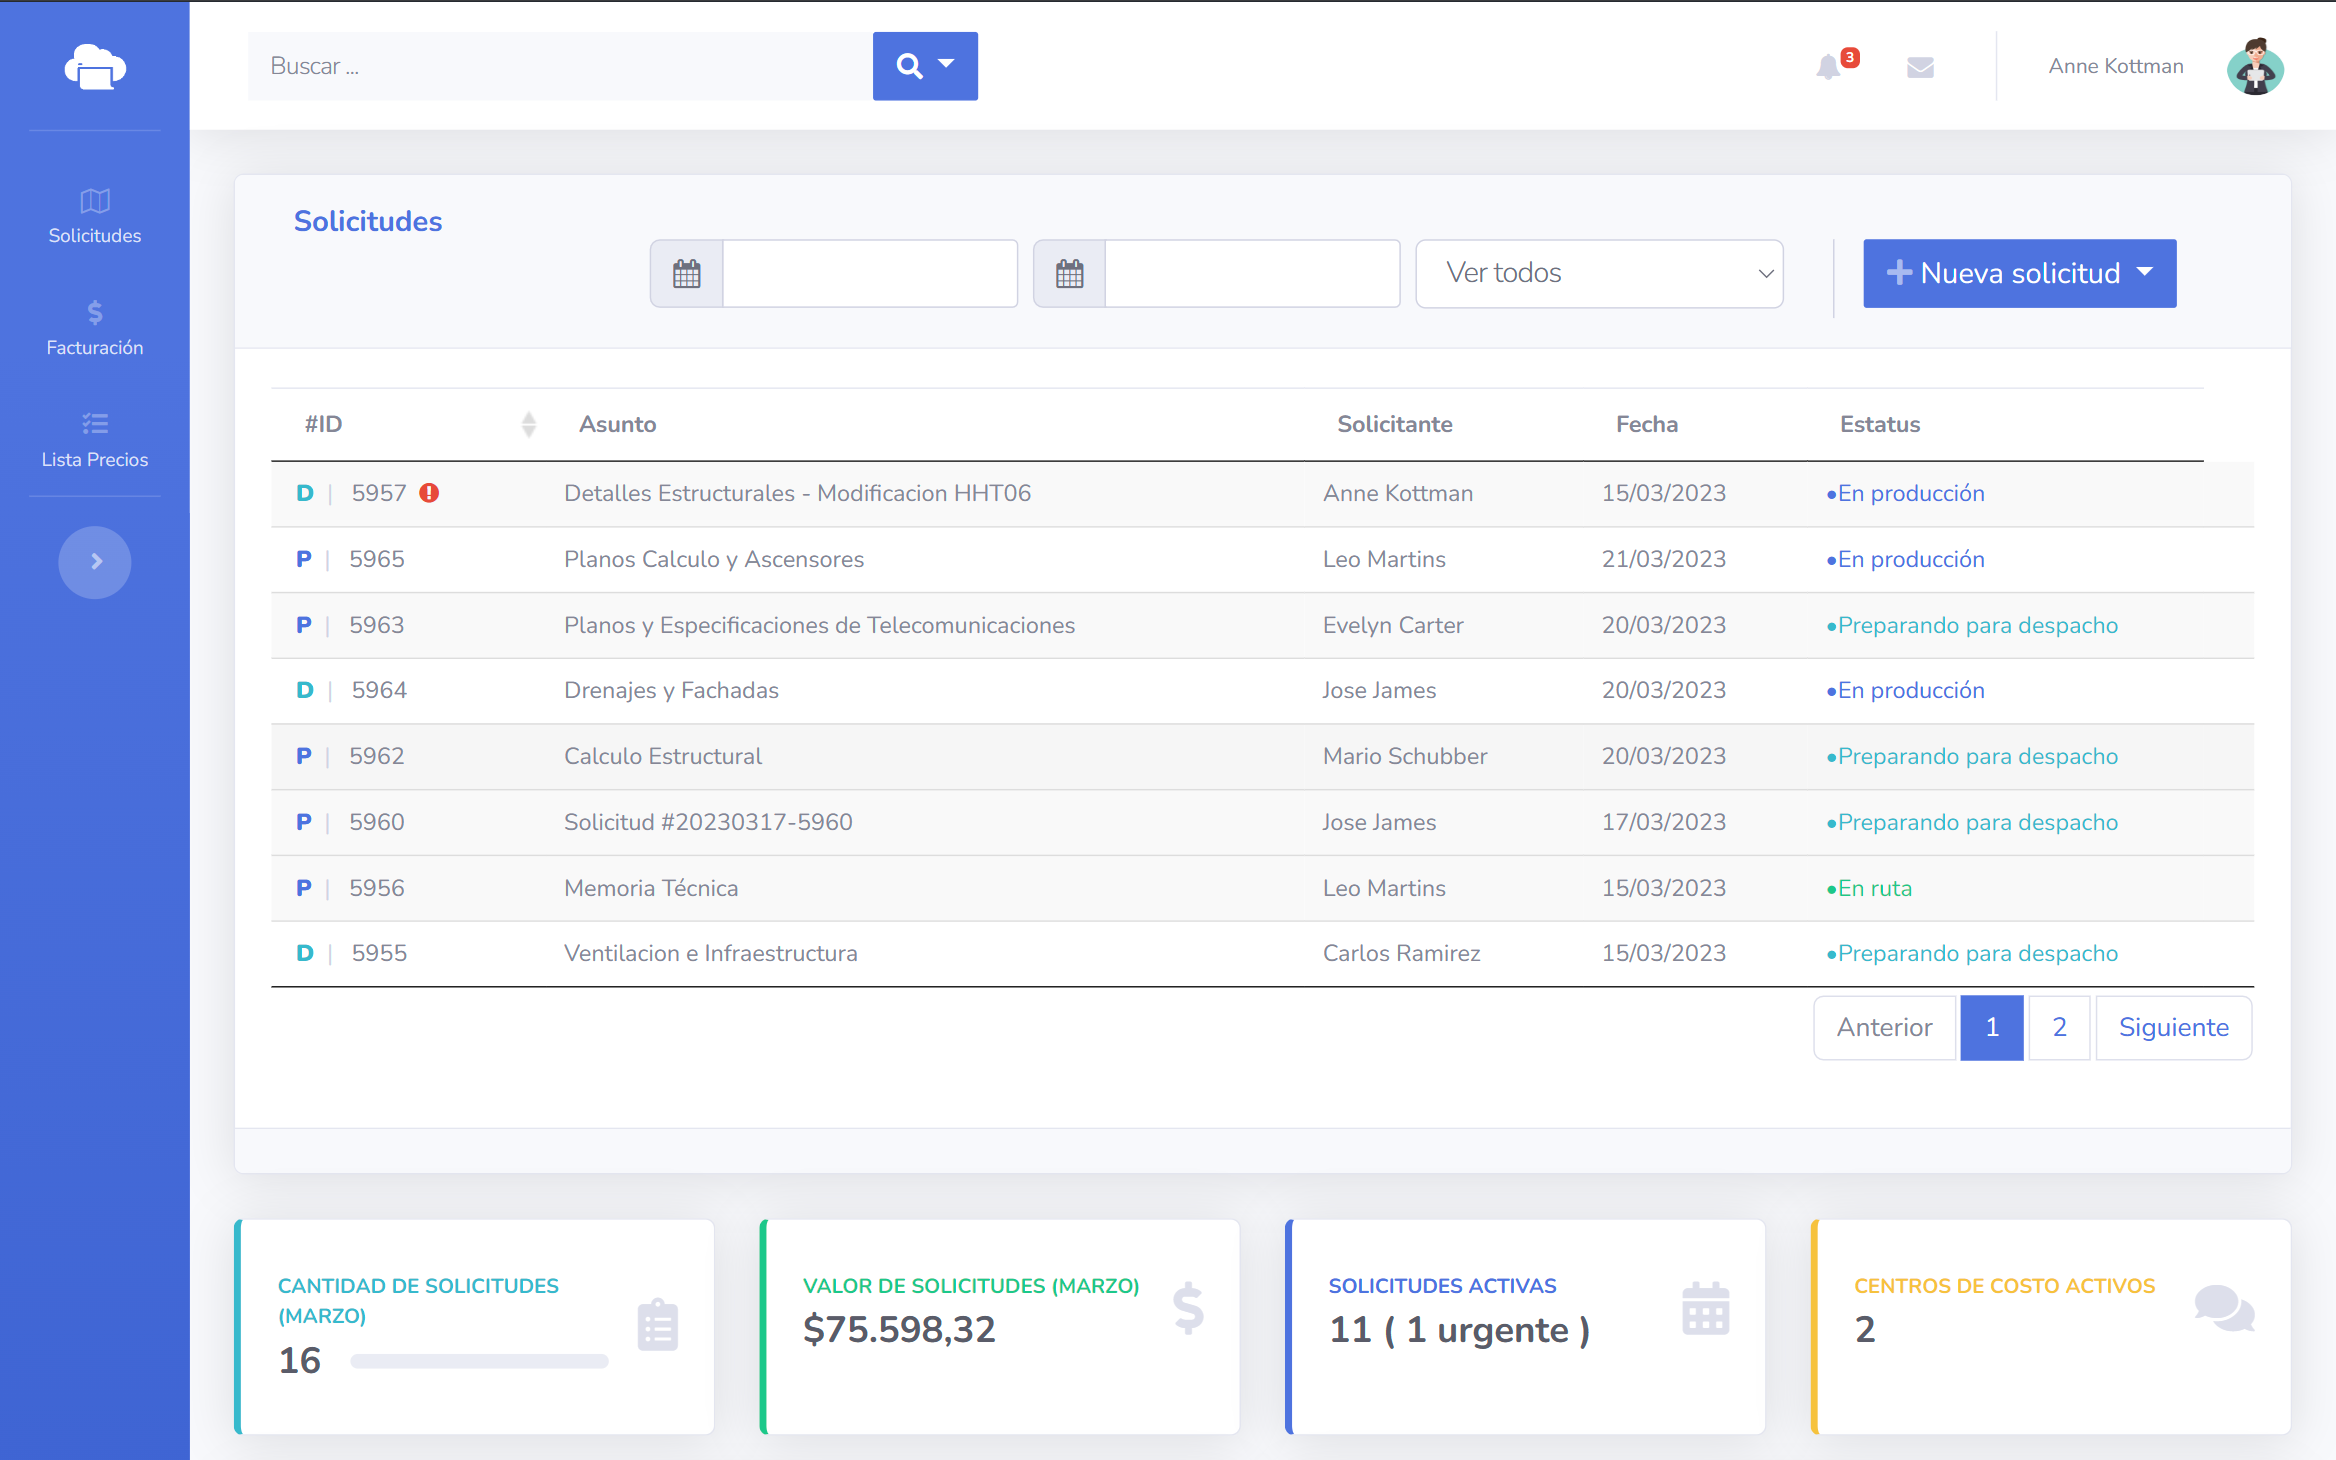 Buscar ...
3
Anne Kottman
Solicitudes
Facturación
Lista Precios
Solicitudes
Ver todos
Nueva solicitud
#ID Asunto Solicitante Fecha Estatus
D | 5957 Detalles Estructurales - Modificacion HHT06 Anne Kottman 15/03/2023 •En producción
P | 5965 Planos Calculo y Ascensores Leo Martins 21/03/2023 •En producción
P | 5963 Planos y Especificaciones de Telecomunicaciones Evelyn Carter 20/03/2023 •Preparando para despacho
D | 5964 Drenajes y Fachadas Jose James 20/03/2023 •En producción
P | 5962 Calculo Estructural Mario Schubber 20/03/2023 •Preparando para despacho
P | 5960 Solicitud #20230317-5960 Jose James 17/03/2023 •Preparando para despacho
P | 5956 Memoria Técnica Leo Martins 15/03/2023 •En ruta
D | 5955 Ventilacion e Infraestructura Carlos Ramirez 15/03/2023 •Preparando para despacho
Anterior 1 2 Siguiente
CANTIDAD DE SOLICITUDES
(MARZO)
16
VALOR DE SOLICITUDES (MARZO)
$75.598,32
SOLICITUDES ACTIVAS
11 ( 1 urgente )
CENTROS DE COSTO ACTIVOS
2